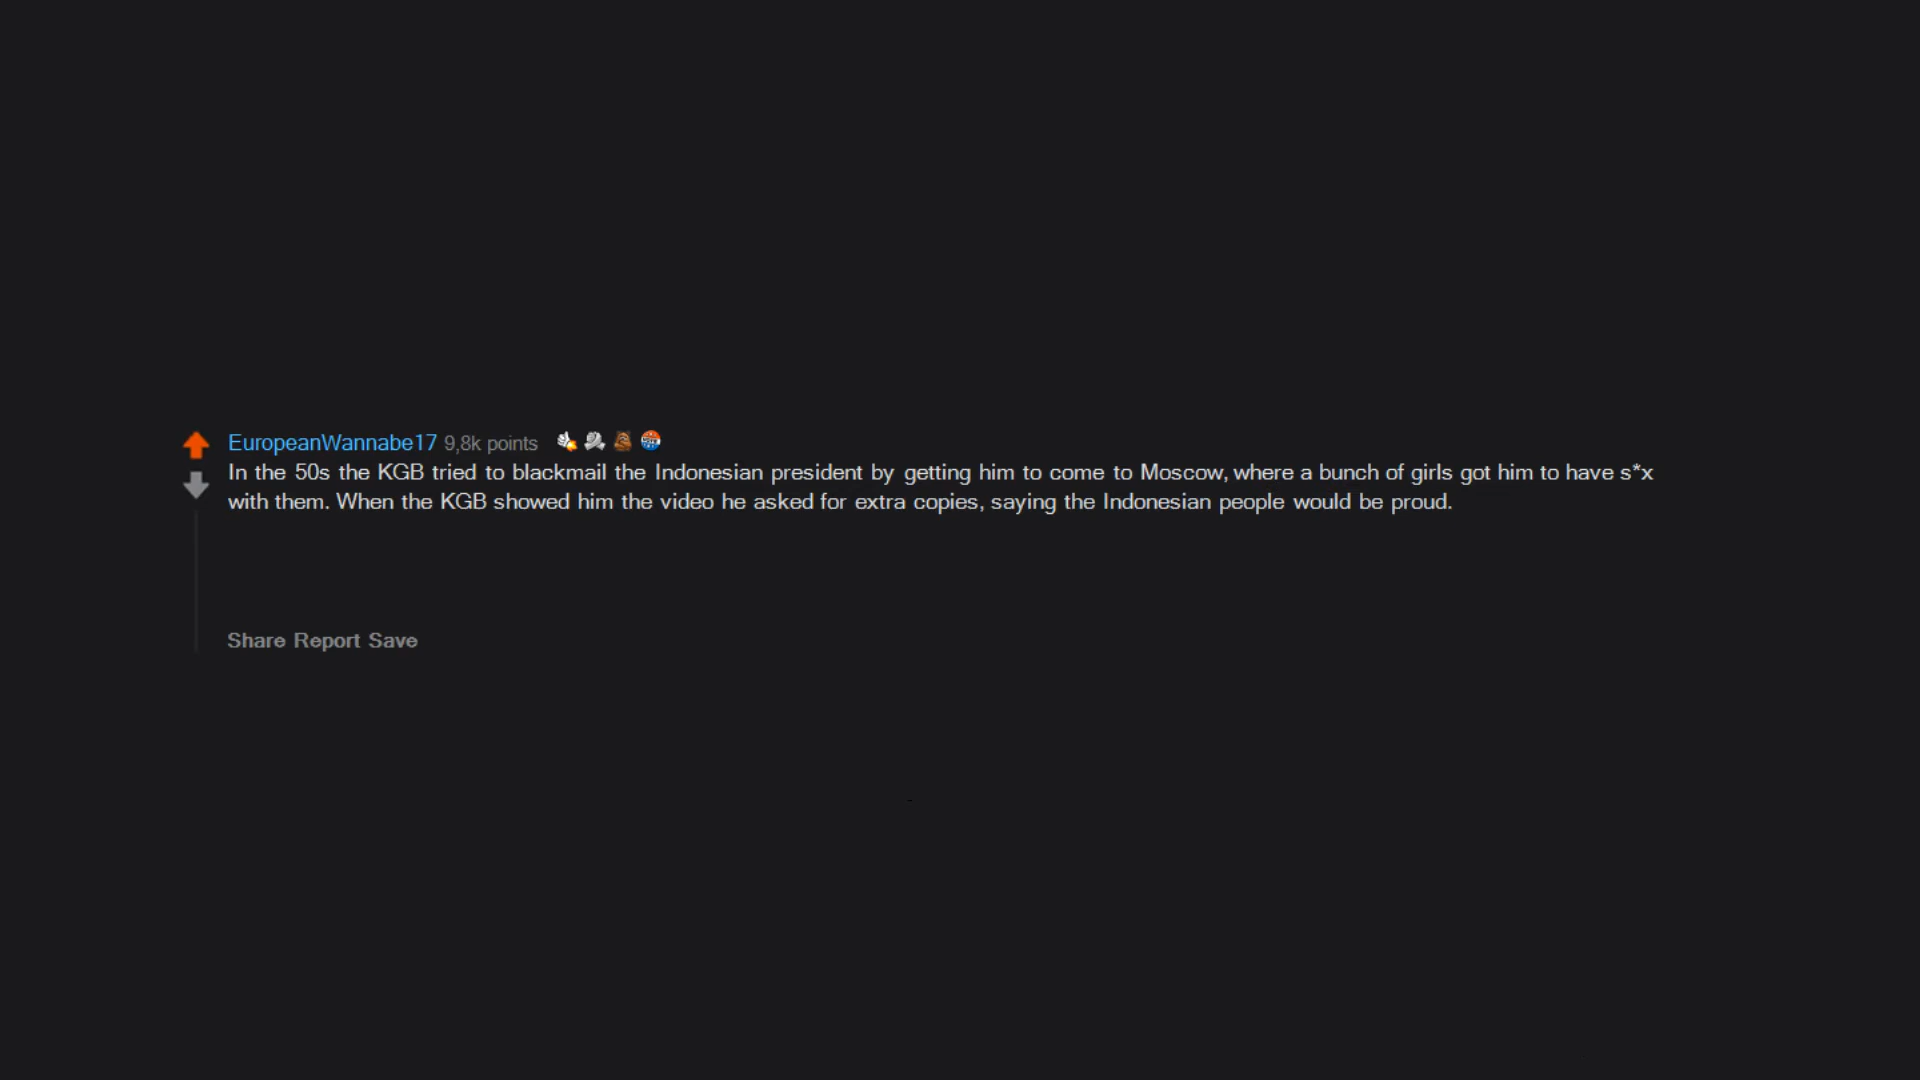 EuropeanWannabe17 9,8k points
In the 50s the KGB tried to blackmail the Indonesian president by getting him to come to Moscow, where a bunch of girls got him to have s*x
with them. When the KGB showed him the video he asked for extra copies, saying the Indonesian people would be proud.
Share Report Save